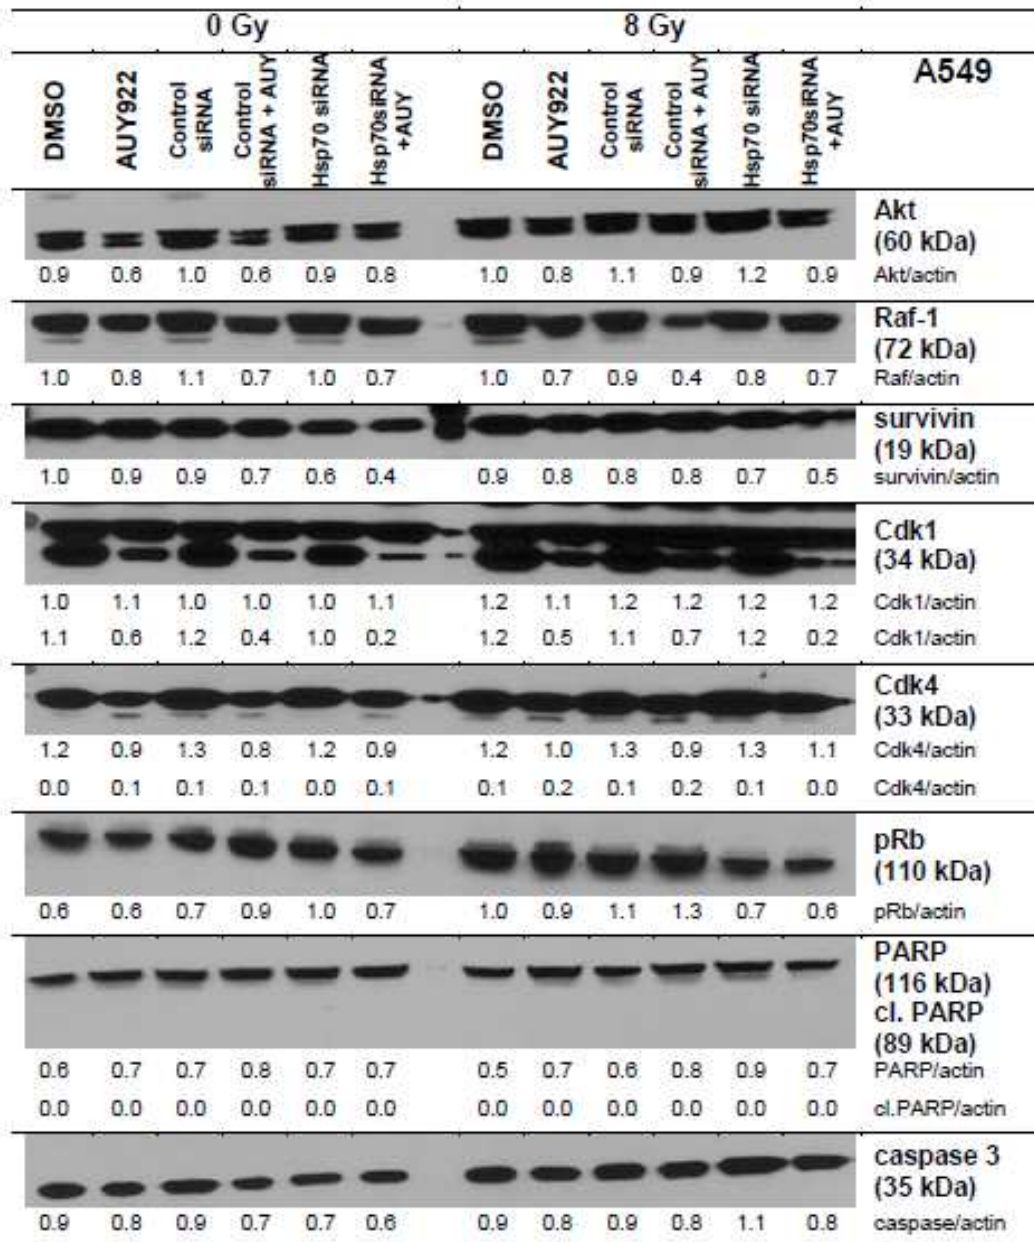 0 Gy 8 Gy
DMSO AUY922 Control siRNA Control siRNA + AUY Hsp70 siRNA Hsp70siRNA +AUY DMSO AUY922 Control siRNA Control siRNA + AUY Hsp70 siRNA Hsp70siRNA +AUY A549
Akt
(60 kDa)
0.9 0.6 1.0 0.6 0.9 0.8 1.0 0.8 1.1 0.9 1.2 0.9 Akt/actin
Raf-1
(72 kDa)
1.0 0.8 1.1 0.7 1.0 0.7 1.0 0.7 0.9 0.4 0.8 0.7 Raf/actin
survivin
(19 kDa)
1.0 0.9 0.9 0.7 0.6 0.4 0.9 0.8 0.8 0.8 0.7 0.5 survivin/actin
Cdk1
(34 kDa)
1.0 1.1 1.0 1.0 1.0 1.1 1.2 1.1 1.2 1.2 1.2 1.2 Cdk1/actin
1.1 0.6 1.2 0.4 1.0 0.2 1.2 0.5 1.1 0.7 1.2 0.2 Cdk1/actin
Cdk4
(33 kDa)
1.2 0.9 1.3 0.8 1.2 0.9 1.2 1.0 1.3 0.9 1.3 1.1 Cdk4/actin
0.0 0.1 0.1 0.1 0.0 0.1 0.1 0.2 0.1 0.2 0.1 0.0 Cdk4/actin
pRb
(110 kDa)
0.6 0.6 0.7 0.9 1.0 0.7 1.0 0.9 1.1 1.3 0.7 0.6 pRb/actin
PARP
(116 kDa)
cl. PARP
(89 kDa)
0.6 0.7 0.7 0.8 0.7 0.7 0.5 0.7 0.6 0.8 0.9 0.7 PARP/actin
0.0 0.0 0.0 0.0 0.0 0.0 0.0 0.0 0.0 0.0 0.0 0.0 cl.PARP/actin
caspase 3
(35 kDa)
0.9 0.8 0.9 0.7 0.7 0.6 0.9 0.8 0.9 0.8 1.1 0.8 caspase/actin